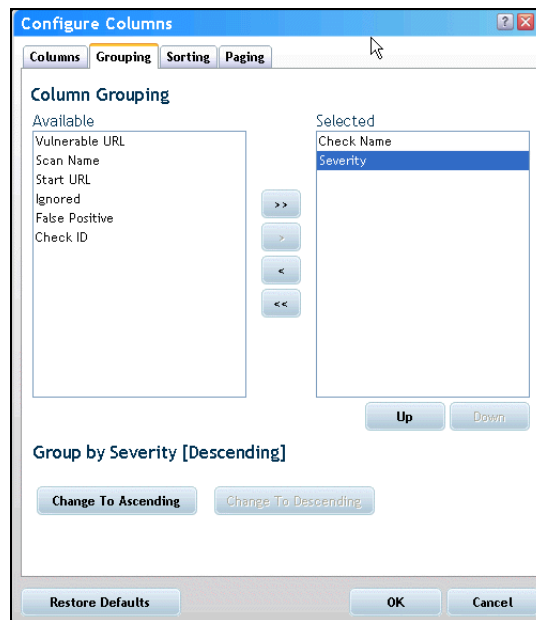 Configure Columns
?
Columns Grouping Sorting Paging
Column Grouping
Available
Vulnerable URL
Scan Name
Start URL
Ignored
False Positive
Check ID
>>
>
<
<<
Selected
Check Name
Severity
Up Down
Group by Severity [Descending]
Change To Ascending Change To Descending
Restore Defaults OK Cancel